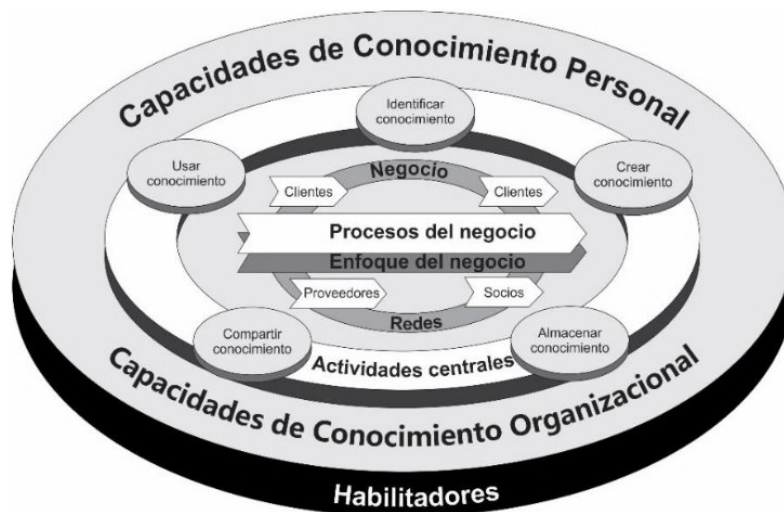 Capacidades de Conocimiento Personal
Identificar
conocimiento
Usar
conocimiento
Crear
conocimiento
Negocio
Clientes
Clientes
Procesos del negocio
Enfoque del negocio
Proveedores
Socios
Redes
Compartir
conocimiento
Almacenar
conocimiento
Actividades centrales
Capacidades de Conocimiento Organizacional
Habilitadores